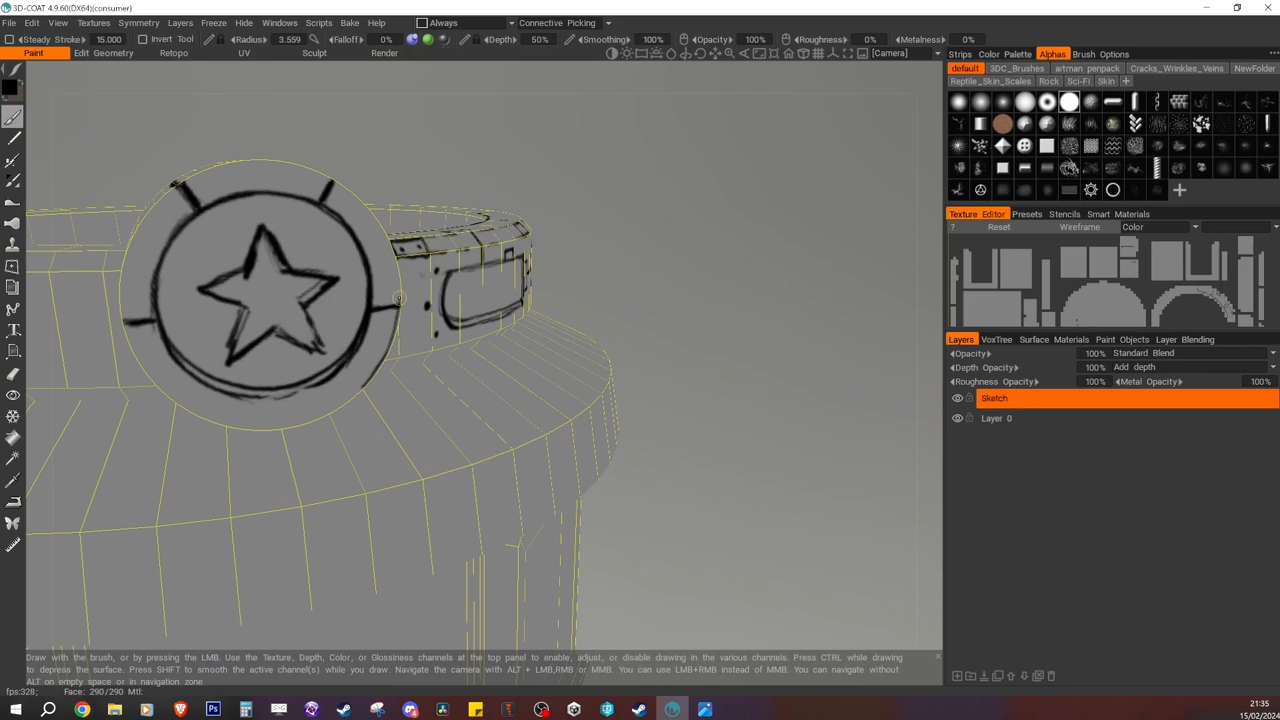 3D-COAT 4.9.60(DX64)(consumer)
File Edit View Textures Symmetry Layers Freeze Hide Windows Scripts Bake Help Always Connective Picking
Steady Stroke 15.000 Invert Tool Radius 3.559 Falloff 0% Depth 50% Smoothing 100% Opacity 100% Roughness 0% Metalness 0%
Paint Edit Geometry Retopo UV Sculpt Render [Camera]
Strips Color Palette Alphas Brush Options
default 3DC_Brushes artman penpack Cracks_Wrinkles_Veins NewFolder
Reptile_Skin_Scales Rock Sci-Fi Skin
Texture Editor Presets Stencils Smart Materials
? Reset Wireframe Color
Layers VoxTree Surface Materials Paint Objects Layer Blending
Opacity 100% Standard Blend
Depth Opacity 100% Add depth
Roughness Opacity 100% Metal Opacity 100%
Sketch
Layer 0
Draw with the brush, or by pressing the LMB. Use the Texture, Depth, Color, or Glossiness channels at the top panel to enable, adjust, or disable drawing in the various channels. Press CTRL while drawing
to depress the surface. Press SHIFT to smooth the active channel(s) while you draw. Navigate the camera with ALT + LMB,RMB or MMB. You can use LMB+RMB instead of MMB. You can navigate without
ALT on empty space or in navigation zone
fps:328; Face: 290/290 Mtl:
21:35
15/02/2024